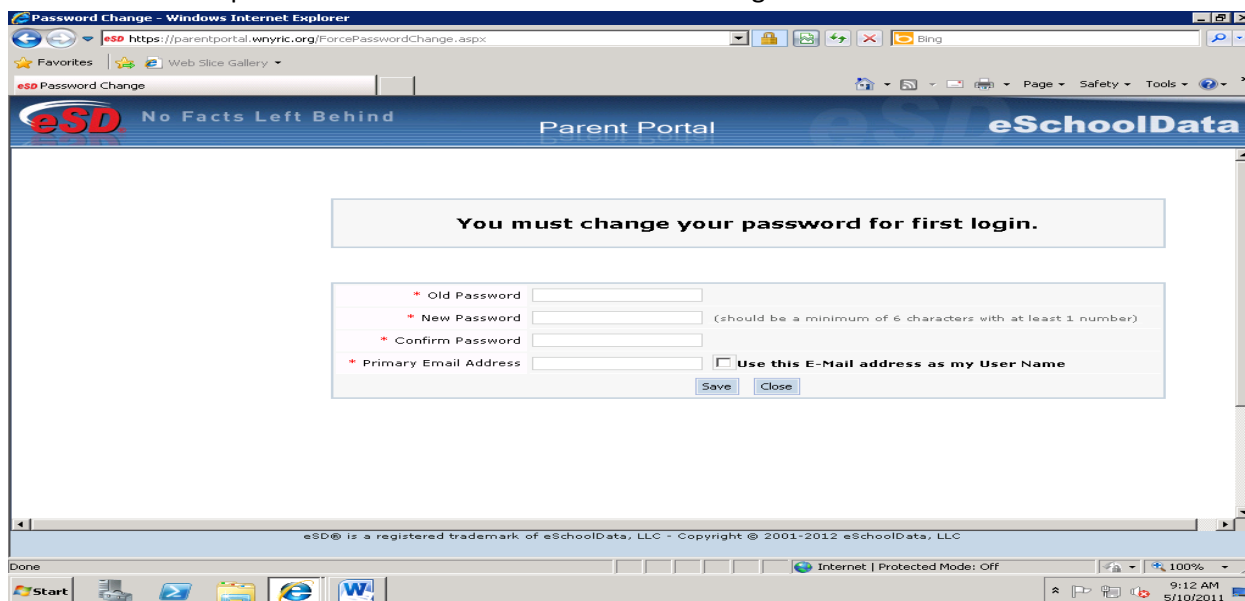 Password Change - Windows Internet Explorer
eSD https://parentportal.wnyric.org/ForcePasswordChange.aspx Bing
Favorites Web Slice Gallery
eSD Password Change Page Safety Tools
eSD No Facts Left Behind Parent Portal eSchoolData
You must change your password for first login.
* Old Password
* New Password (should be a minimum of 6 characters with at least 1 number)
* Confirm Password
* Primary Email Address Use this E-Mail address as my User Name
Save Close
eSD® is a registered trademark of eSchoolData, LLC - Copyright © 2001-2012 eSchoolData, LLC
Done Internet | Protected Mode: Off 100%
Start 9:12 AM
5/10/2011